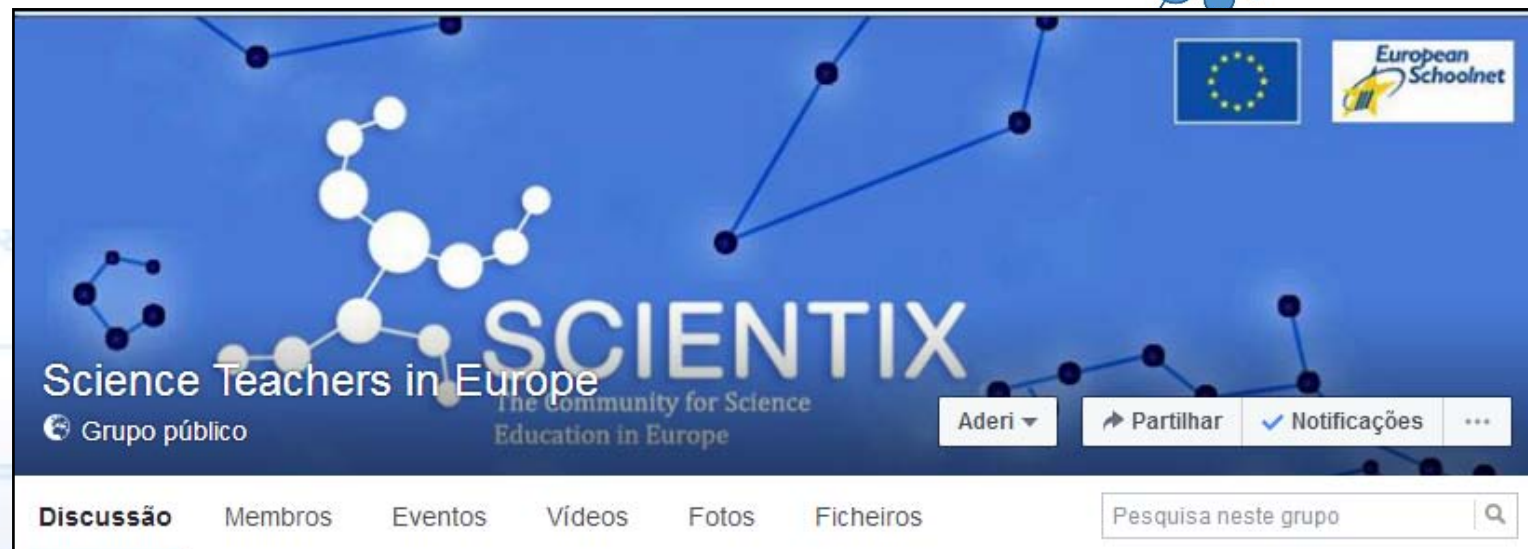 European
Schoolnet
SCIENTIX
The Community for Science
Education in Europe
Science Teachers in Europe
Grupo público
Aderi
Partilhar
Notificações
Discussão
Membros
Eventos
Vídeos
Fotos
Ficheiros
Pesquisa neste grupo